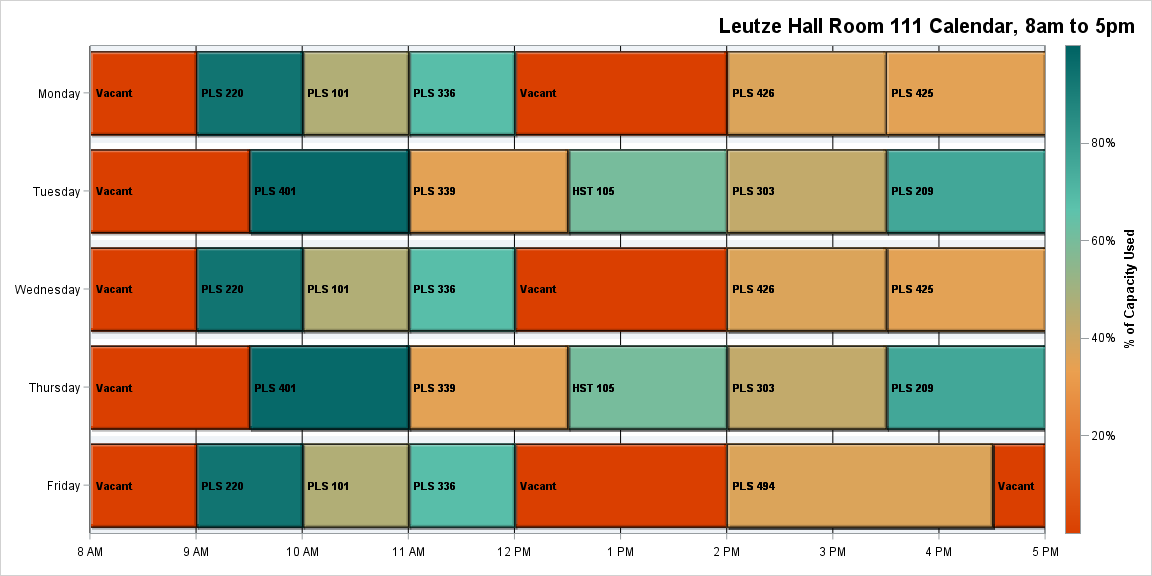 Leutze Hall Room 111 Calendar, 8am to 5pm
Monday
Vacant
PLS 220
PLS 101
PLS 336
Vacant
PLS 426
PLS 425
Tuesday
Vacant
PLS 401
PLS 339
HST 105
PLS 303
PLS 209
Wednesday
Vacant
PLS 220
PLS 101
PLS 336
Vacant
PLS 426
PLS 425
Thursday
Vacant
PLS 401
PLS 339
HST 105
PLS 303
PLS 209
Friday
Vacant
PLS 220
PLS 101
PLS 336
Vacant
PLS 494
Vacant
8 AM
9 AM
10 AM
11 AM
12 PM
1 PM
2 PM
3 PM
4 PM
5 PM
80%
60%
40%
20%
% of Capacity Used